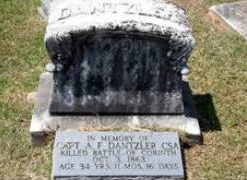 DANTZLER
IN MEMORY OF
CAPT A. F. DANTZLER CSA
KILLED BATTLE OF CORINTH
OCT 3, 1863
AGE 34 YRS. 11 MOS. 16 DAYS